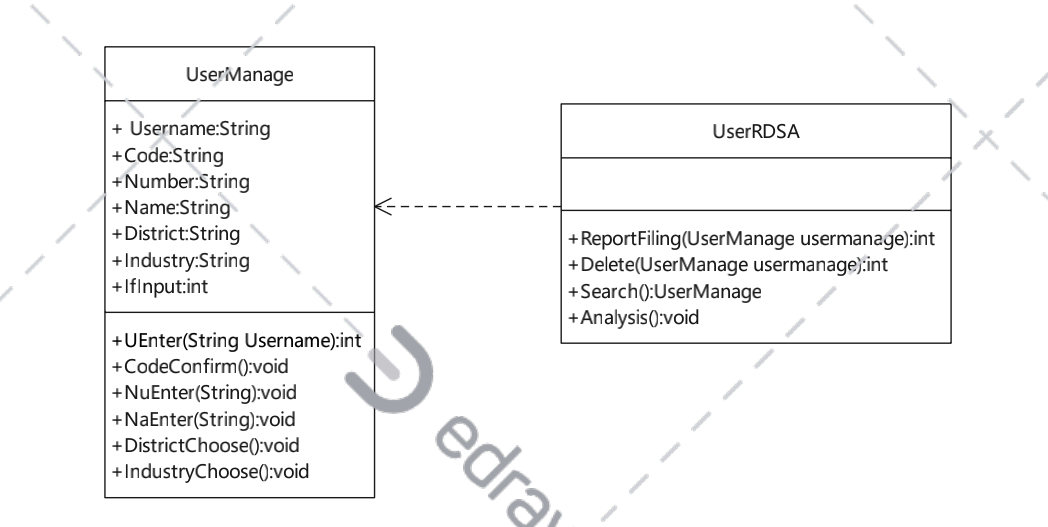 UserManage
+ Username:String
+Code:String
+Number:String
+Name:String
+District:String
+Industry:String
+IfInput:int
+UEnter(String Username):int
+CodeConfirm():void
+NuEnter(String):void
+NaEnter(String):void
+DistrictChoose():void
+IndustryChoose():void
UserRDSA
+ReportFiling(UserManage usermanage):int
+Delete(UserManage usermanage):int
+Search():UserManage
+Analysis():void
edraw